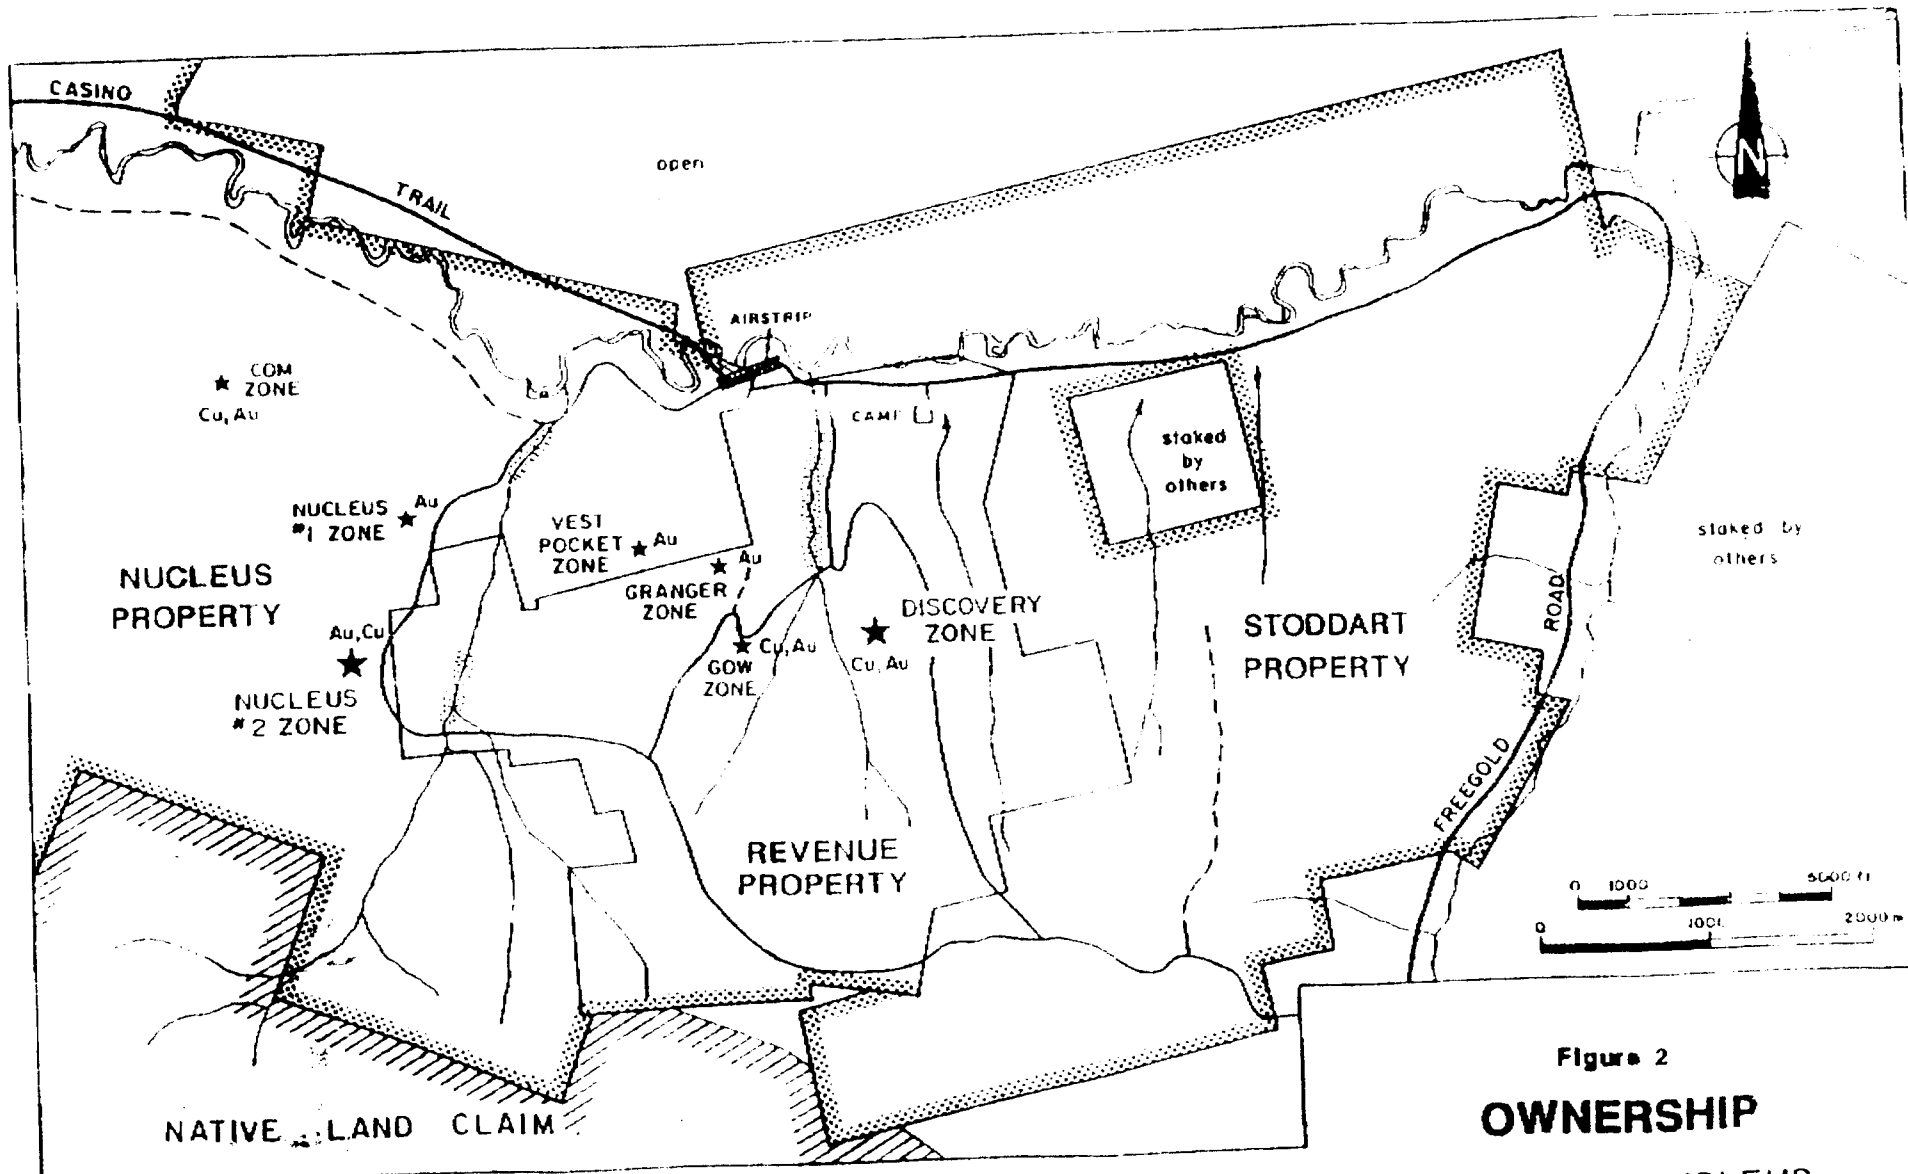 CASINO
TRAIL
open
N
AIRSTRIP
COM
ZONE
Cu, Au
CAMP
staked
by
others
NUCLEUS
#1 ZONE
Au
VEST
POCKET
ZONE
Au
Au
GRANGER
ZONE
staked by
others
NUCLEUS
PROPERTY
DISCOVERY
ZONE
Cu, Au
STODDART
PROPERTY
ROAD
Au, Cu
NUCLEUS
#2 ZONE
Cu, Au
GOW
ZONE
FREEGOLD
REVENUE
PROPERTY
0 1000 5000 ft
0 2000 m
NATIVE LAND CLAIM
Figure 2
OWNERSHIP